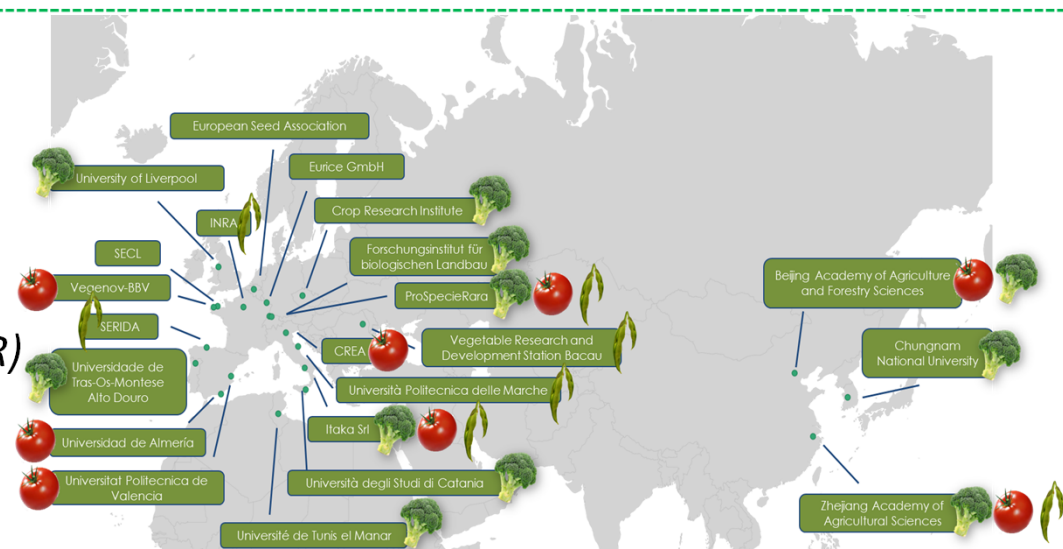 European Seed Association
University of Liverpool
Eurice GmbH
INRA
Crop Research Institute
SECL
Forschungsinstitut für
biologischen Landbau
Vegenov-BBV
ProSpecieRara
Beijing Academy of Agriculture
and Forestry Sciences
SERIDA
R)
CREA
Vegetable Research and
Development Station Bacau
Chungnam
National University
Universidade de
Tras-Os-Montese
Alto Douro
Università Politecnica delle Marche
Itaka Srl
Universidad de Almería
Universitat Politecnica de
Valencia
Università degli Studi di Catania
Zhejiang Academy of
Agricultural Sciences
Université de Tunis el Manar